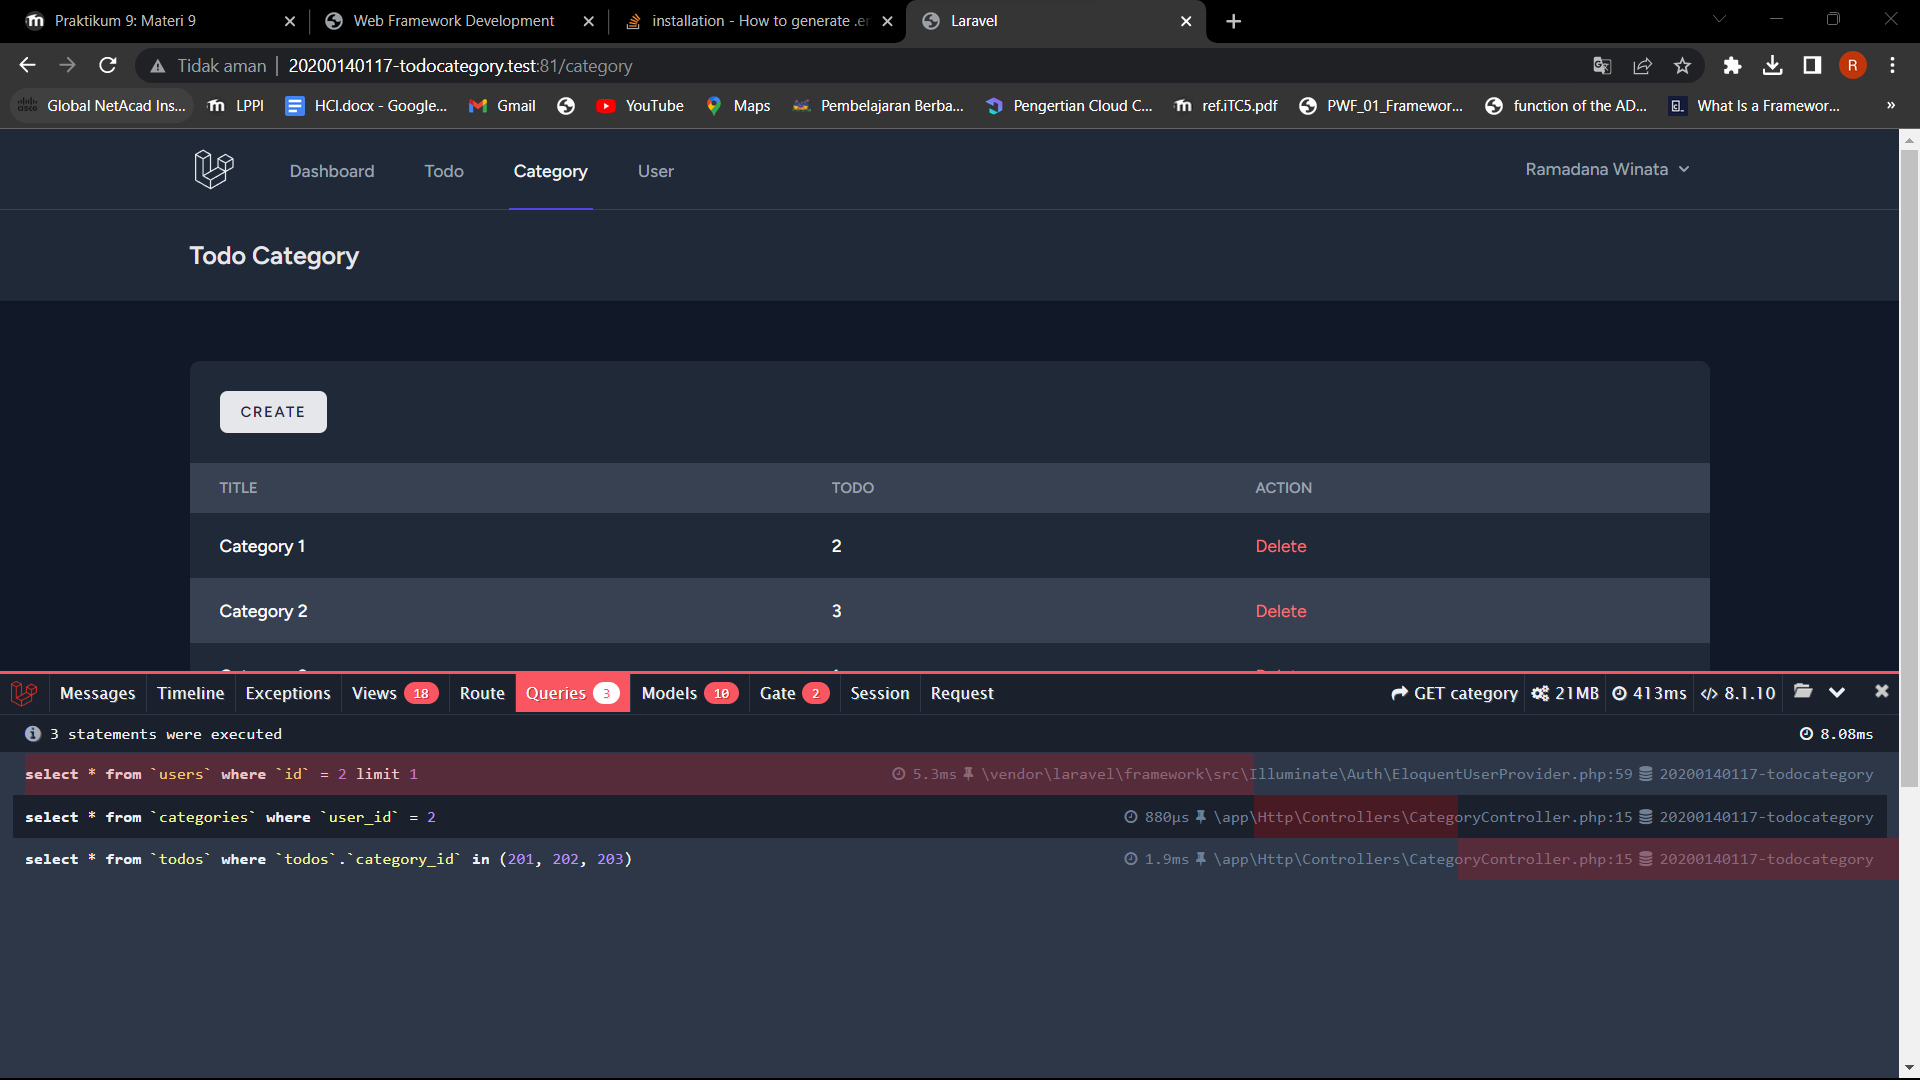 Praktikum 9: Materi 9
Web Framework Development
installation - How to generate .er
Laravel
Tidak aman 20200140117-todocategory.test:81/category
R
Global NetAcad Ins...
LPPI
HCI.docx - Google...
Gmail
YouTube
Maps
Pembelajaran Berba...
Pengertian Cloud C...
ref.iTC5.pdf
PWF_01_Framewor...
function of the AD...
What Is a Framewor...
»
Dashboard Todo Category User
Ramadana Winata
Todo Category
CREATE
TITLE TODO ACTION
Category 1 2 Delete
Category 2 3 Delete
Messages Timeline Exceptions Views 18 Route Queries 3 Models 10 Gate 2 Session Request
GET category 21MB 413ms </> 8.1.10
3 statements were executed 8.08ms
select * from `users` where `id` = 2 limit 1 5.3ms \vendor\laravel\framework\src\Illuminate\Auth\EloquentUserProvider.php:59 20200140117-todocategory
select * from `categories` where `user_id` = 2 880μs \app\Http\Controllers\CategoryController.php:15 20200140117-todocategory
select * from `todos` where `todos`.`category_id` in (201, 202, 203) 1.9ms \app\Http\Controllers\CategoryController.php:15 20200140117-todocategory